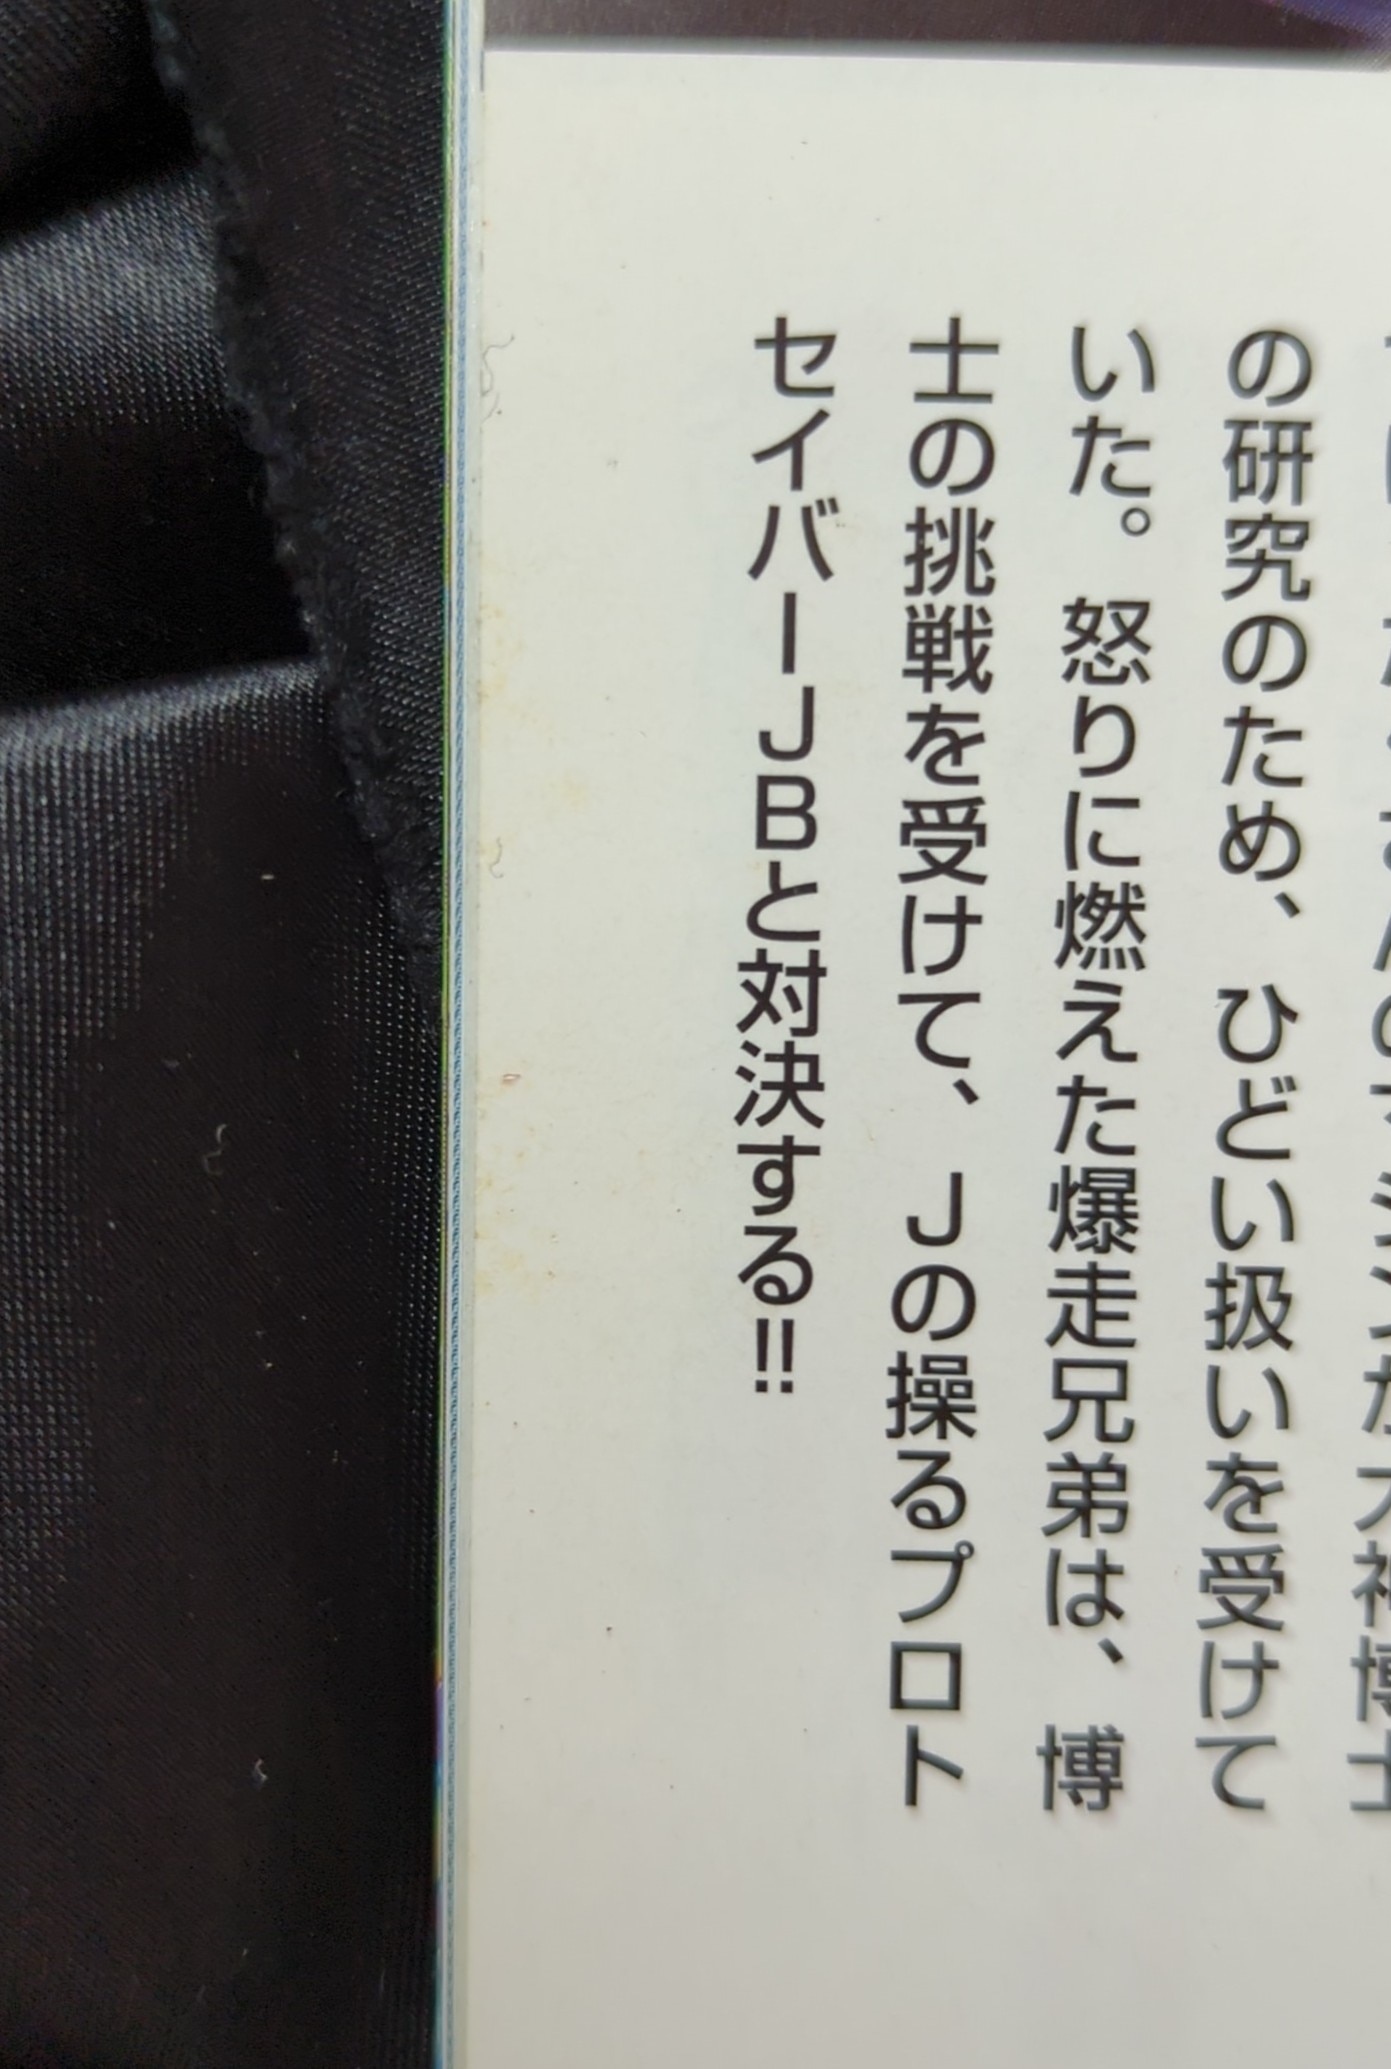 の研究のため、ひどい扱いを受けて
いた。怒りに燃えた爆走兄弟は、博
士の挑戦を受けて、Jの操るプロト
セイバーJBと対決する!!